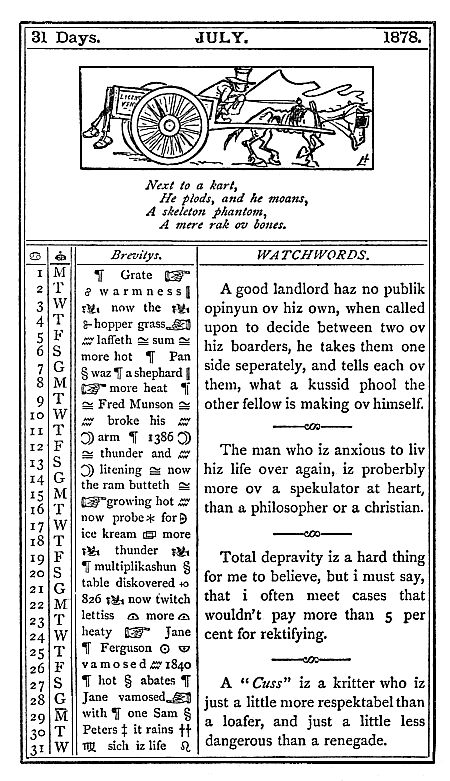 31 Days. JULY. 1878.
Next to a kart,
He plods, and he moans,
A skeleton phantom,
A mere rak ov bones.
Brevitys.
1 M
2 T
3 W
4 T
5 F
6 S
7 G
8 M
9 T
10 W
11 T
12 F
13 S
14 G
15 M
16 T
17 W
18 T
19 F
20 S
21 G
22 M
23 T
24 W
25 T
26 F
27 S
28 G
29 M
30 T
31 W
¶ Grate ☞
warmness
now the
hopper grass ☜
laffeth ≅ sum ≅
more hot ¶ Pan
§ waz ¶ a shephard
☞ more heat ¶
≅ Fred Munson ≅
broke his
arm ¶ 1386
≅ thunder and
litening ≅ now
the ram butteth ≅
☞ growing hot
now probe * for
ice kream more
thunder
¶ multiplikashun §
table diskovered
826 now twitch
lettiss more
heaty ☞ Jane
¶ Ferguson ⊙
vamosed 1840
¶ hot § abates ¶
Jane vamosed ☜
with ¶ one Sam §
Peters ‡ it rains ††
♍ sich iz life ♌
WATCHWORDS.
A good landlord haz no publik
opinyun ov hiz own, when called
upon to decide between two ov
hiz boarders, he takes them one
side seperately, and tells each ov
them, what a kussid phool the
other fellow is making ov himself.
The man who iz anxious to liv
hiz life over again, iz proberbly
more ov a spekulator at heart,
than a philosopher or a christian.
Total depravity iz a hard thing
for me to believe, but i must say,
that i often meet cases that
wouldn't pay more than 5 per
cent for rektifying.
A "Cuss" iz a kritter who iz
just a little more respektabel than
a loafer, and just a little less
dangerous than a renegade.